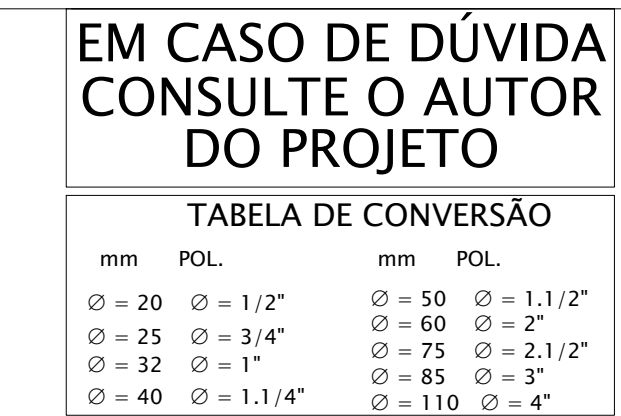 EM CASO DE DÚVIDA
CONSULTE O AUTOR
DO PROJETO
TABELA DE CONVERSÃO
mm POL.
∅ = 20 ∅ = 1/2"
∅ = 25 ∅ = 3/4"
∅ = 32 ∅ = 1"
∅ = 40 ∅ = 1.1/4"
mm POL.
∅ = 50 ∅ = 1.1/2"
∅ = 60 ∅ = 2"
∅ = 75 ∅ = 2.1/2"
∅ = 85 ∅ = 3"
∅ = 110 ∅ = 4"